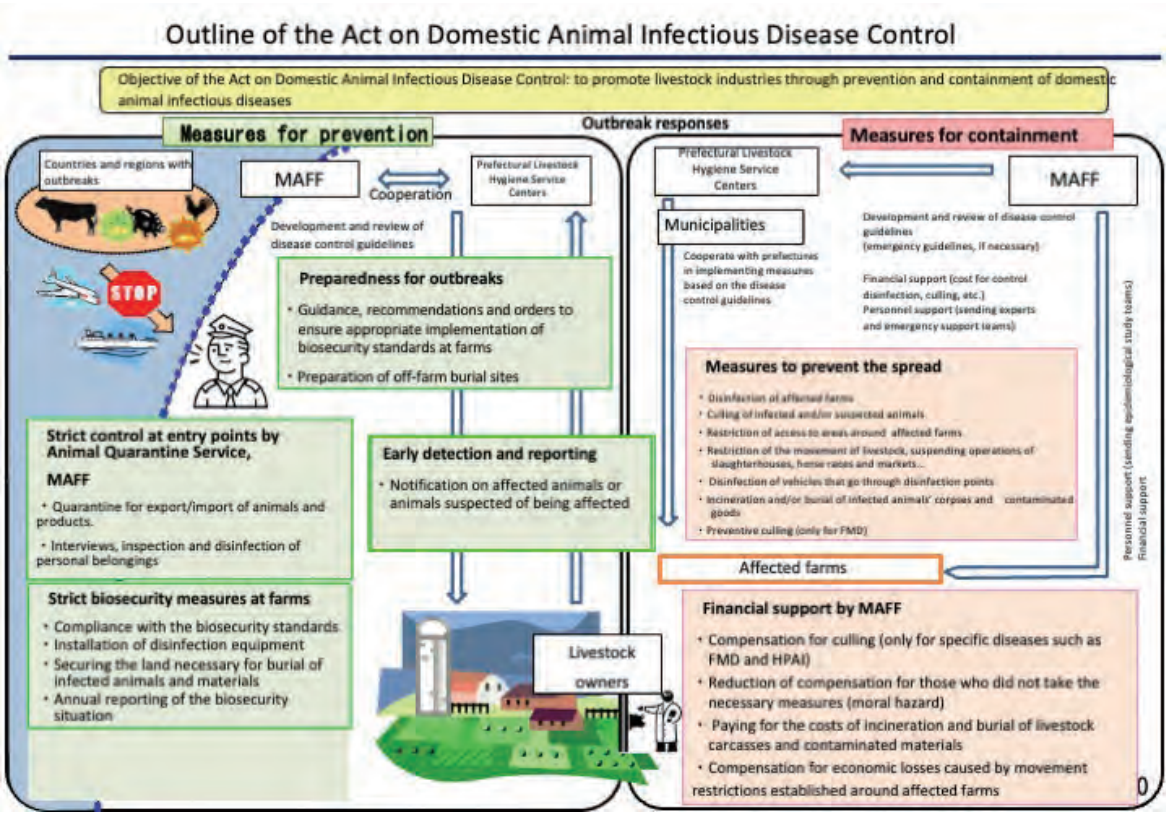 Outline of the Act on Domestic Animal Infectious Disease Control
Objective of the Act on Domestic Animal Infectious Disease Control: to promote livestock industries through prevention and containment of domestic
animal infectious diseases
Measures for prevention
Outbreak responses
Measures for containment
Countries and regions with
outbreaks
MAFF
Cooperation
Prefectural Livestock
Hygiene Service
Centers
Development and review of
disease control guidelines
STOP
Preparedness for outbreaks
・Guidance, recommendations and orders to
ensure appropriate implementation of
biosecurity standards at farms
・Preparation of off-farm burial sites
Strict control at entry points by
Animal Quarantine Service,
MAFF
・Quarantine for export/import of animals and
products.
・Interviews, inspection and disinfection of
personal belongings
Early detection and reporting
・Notification on affected animals or
animals suspected of being affected
Strict biosecurity measures at farms
・Compliance with the biosecurity standards
・Installation of disinfection equipment
・Securing the land necessary for burial of
infected animals and materials
・Annual reporting of the biosecurity
situation
Livestock
owners
Prefectural Livestock
Hygiene Service
Centers
MAFF
Municipalities
Cooperate with prefectures
in implementing measures
based on the disease
control guidelines
Development and review of disease control
guidelines
(emergency guidelines, if necessary)
Financial support (cost for control
disinfection, culling, etc.)
Personnel support (sending experts
and emergency support teams)
Personnel support (sending epidemiological study teams)
Financial support
Measures to prevent the spread
・Disinfection of affected farms
・Culling of infected and/or suspected animals
・Restriction of access to areas around affected farms
・Restriction of the movement of livestock, suspending operations of
slaughterhouses, horse races and markets...
・Disinfection of vehicles that go through disinfection points
・Incineration and/or burial of infected animals' corpses and contaminated
goods
・Preventive culling (only for FMD)
Affected farms
Financial support by MAFF
・Compensation for culling (only for specific diseases such as
FMD and HPAI)
・Reduction of compensation for those who did not take the
necessary measures (moral hazard)
・Paying for the costs of incineration and burial of livestock
carcasses and contaminated materials
・Compensation for economic losses caused by movement
restrictions established around affected farms
0